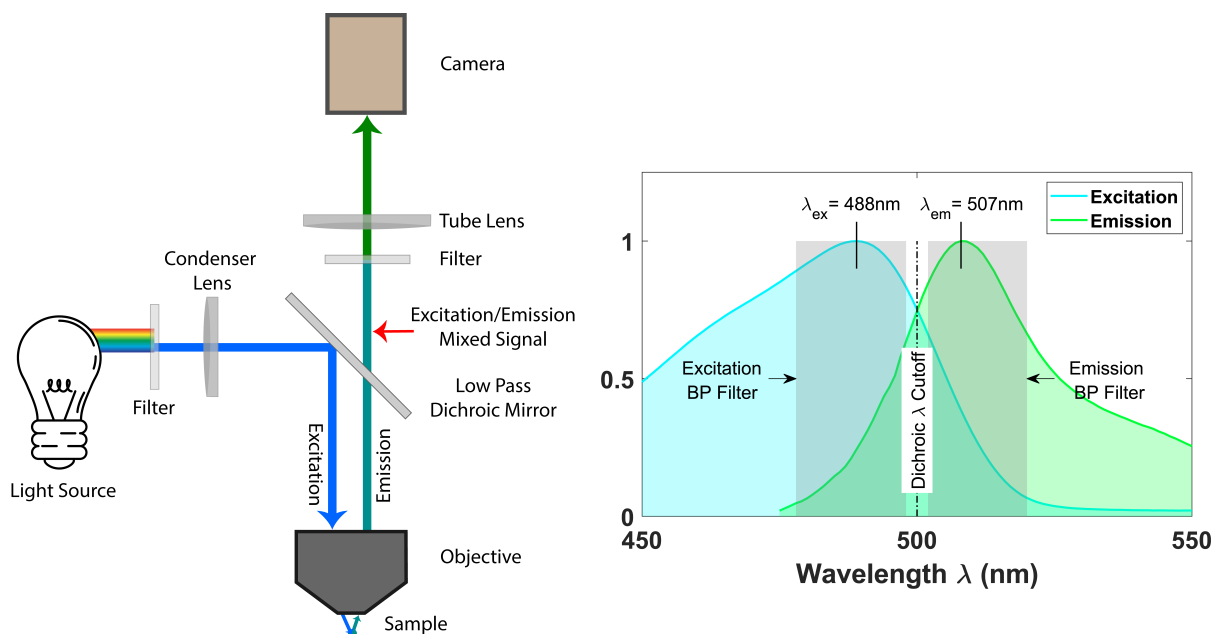 Camera
Tube Lens
Filter
Condenser
Lens
Excitation/Emission
Mixed Signal
Low Pass
Dichroic Mirror
Filter
Light Source
Excitation
Emission
Objective
Sample
λex = 488nm
λem = 507nm
Excitation
Emission
1
0.5
0
Excitation
BP Filter
Dichroic λ Cutoff
Emission
BP Filter
450
500
550
Wavelength λ (nm)